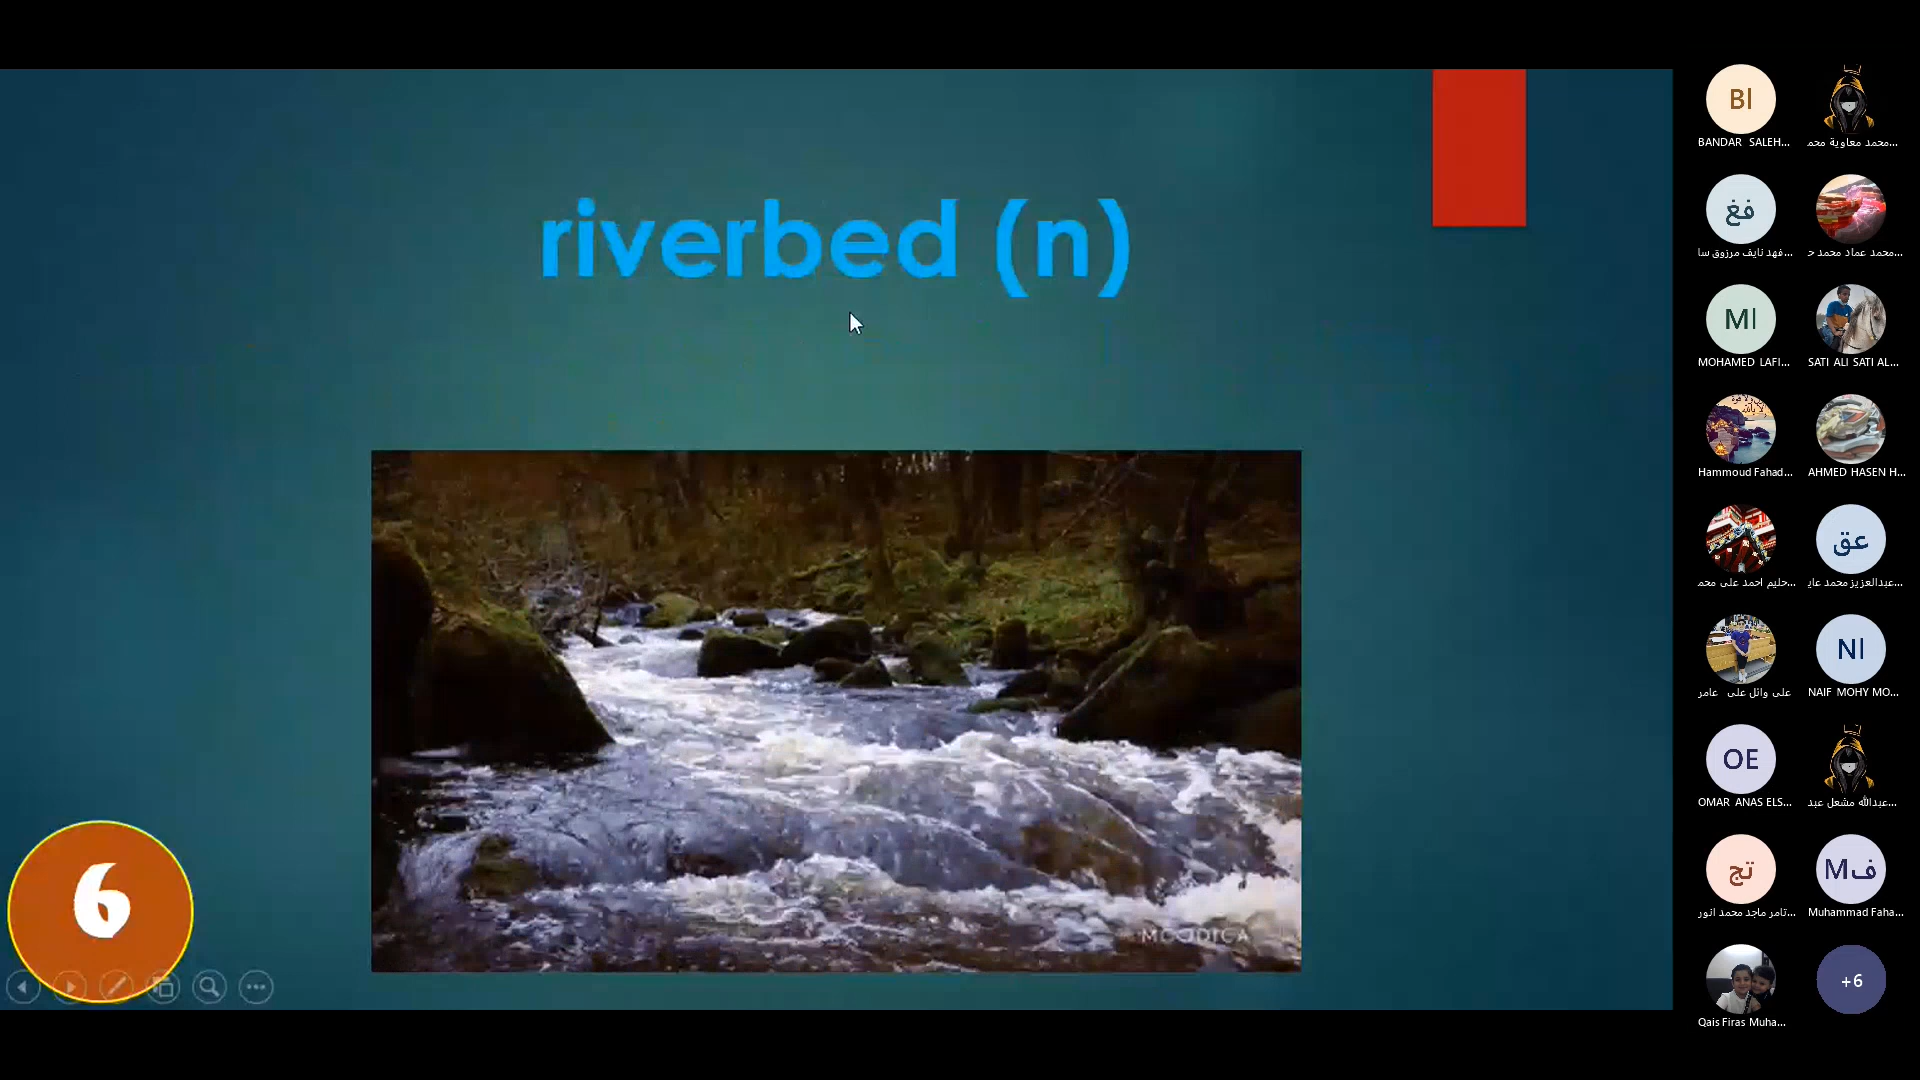 riverbed (n)
MOODICA
6
BI
BANDAR SALEH...
محمد معاوية محمـ...
فغ
فهد نايف مرزوق سا...
محمد عماد محمد حـ...
MI
MOHAMED LAFI...
SATI ALI SATI AL...
Hammoud Fahad...
AHMED HASEN H...
حليم احمد على محمـ...
عق
عبدالعزيز محمد عايـ...
على وائل على عامر
NI
NAIF MOHY MO...
OE
OMAR ANAS ELS...
عبدالله مشعل عبد...
تج
تامر ماجد محمد انور...
Mف
Muhammad Faha...
Qais Firas Muha...
+6